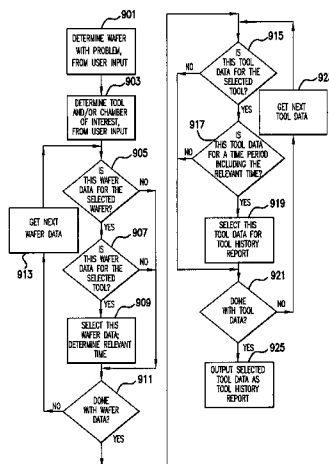 901
DETERMINE WAFER
WITH PROBLEM,
FROM USER INPUT
903
DETERMINE TOOL
AND/OR CHAMBER
OF INTEREST,
FROM USER INPUT
905
IS
THIS WAFER
DATA FOR THE
SELECTED
WAFER?
NO
YES
907
IS
THIS WAFER
DATA FOR THE
SELECTED
TOOL?
NO
YES
GET NEXT
WAFER DATA
913
909
SELECT THIS
WAFER DATA;
DETERMINE RELEVANT
TIME
911
DONE
WITH WAFER
DATA?
NO
YES
915
IS
THIS TOOL
DATA FOR THE
SELECTED
TOOL?
NO
YES
GET NEXT
TOOL DATA
917
IS
THIS TOOL DATA
FOR A TIME PERIOD
INCLUDING THE
RELEVANT TIME?
NO
YES
919
SELECT THIS
TOOL DATA FOR
TOOL HISTORY
REPORT
921
DONE
WITH TOOL
DATA?
NO
YES
925
OUTPUT SELECTED
TOOL DATA AS
TOOL HISTORY
REPORT